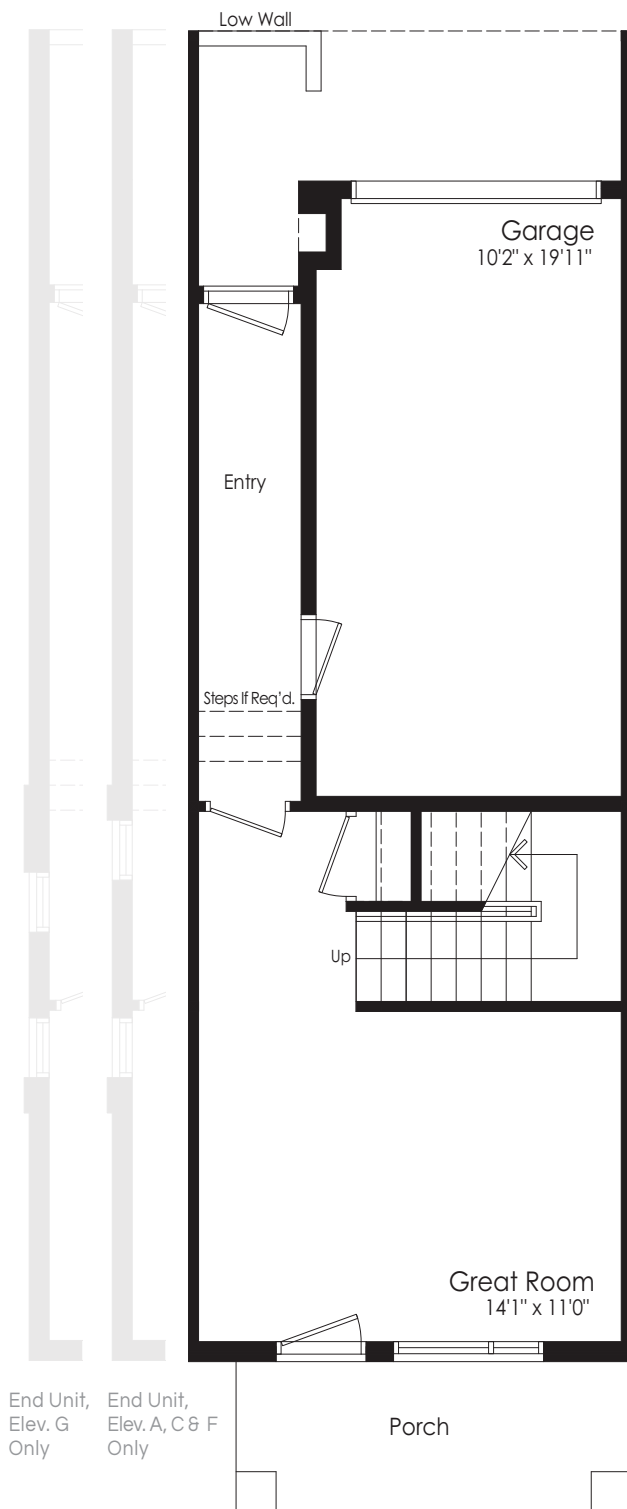 Low Wall
Garage
10'2" x 19'11"
Entry
Steps If Req'd.
Up
Great Room
14'1" x 11'0"
End Unit,
Elev. G
Only
End Unit,
Elev. A, C & F
Only
Porch